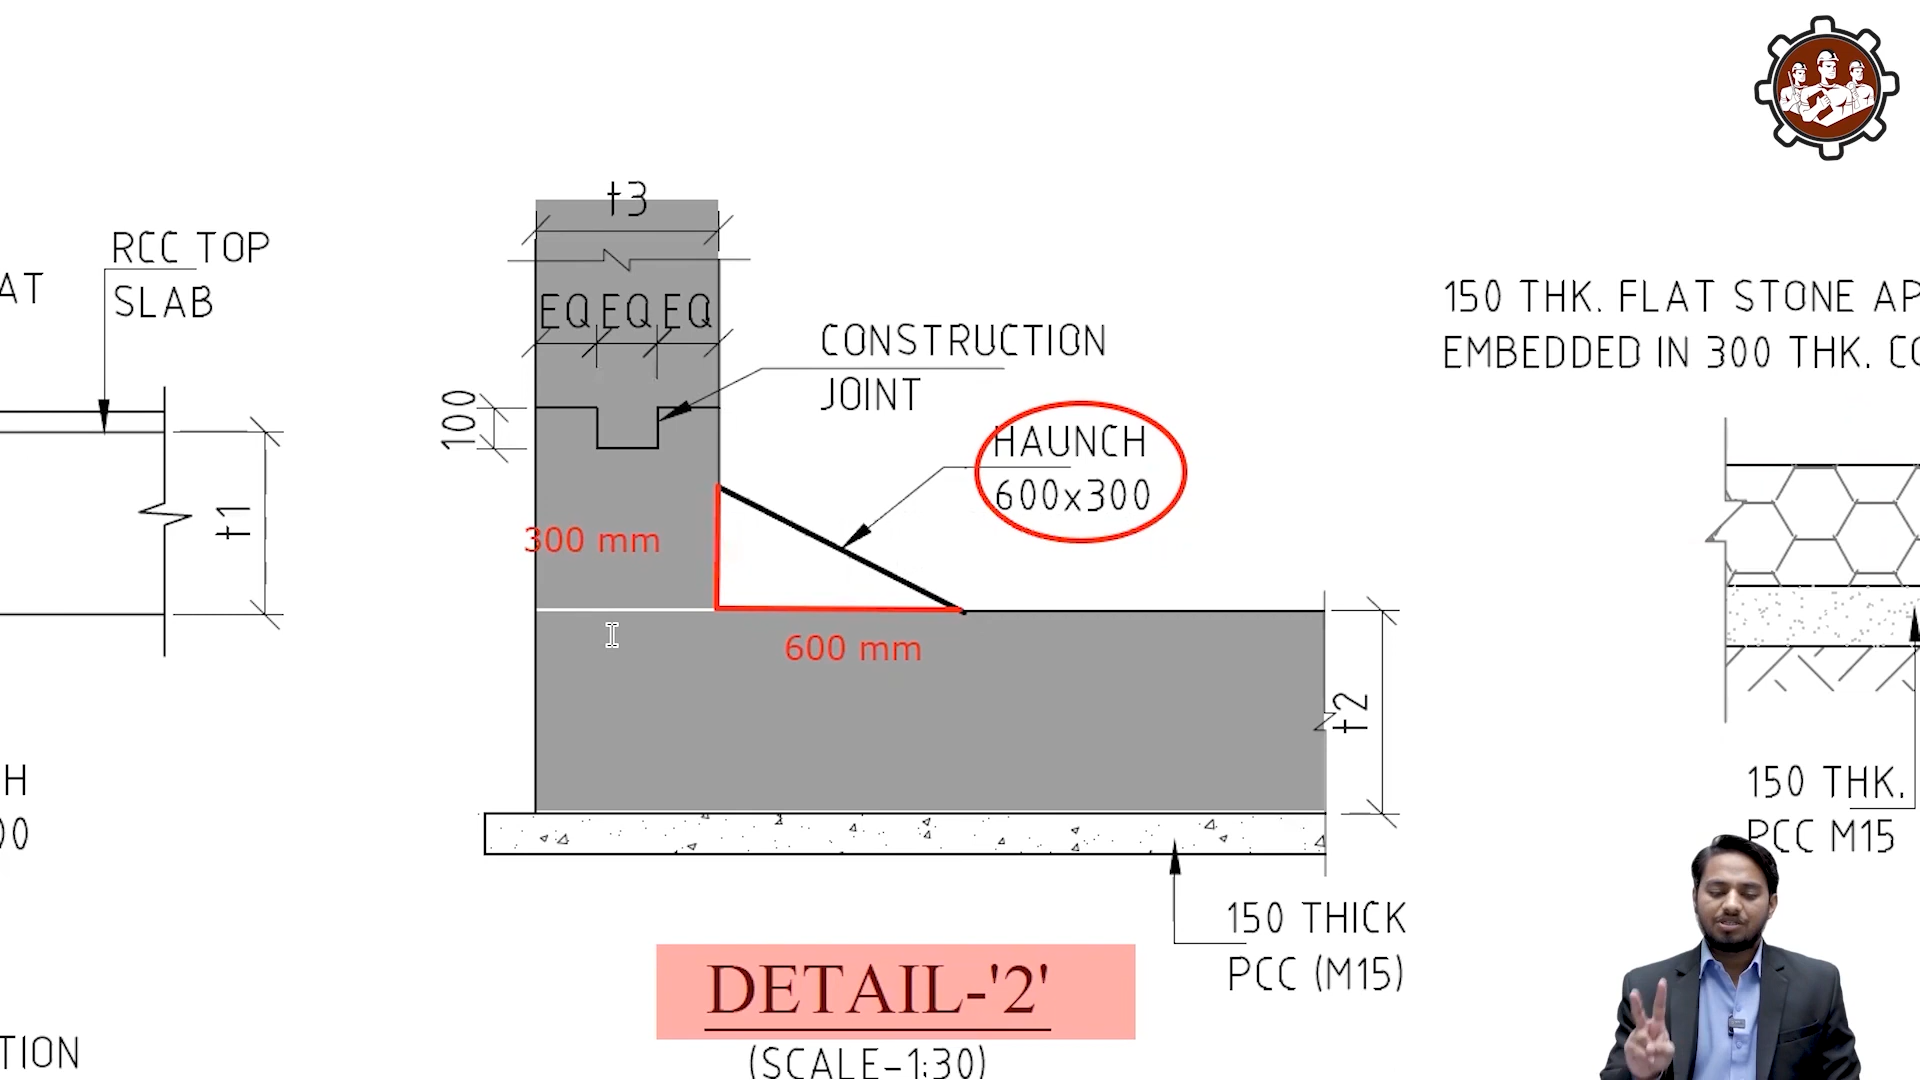 AT
RCC TOP
SLAB
t1
H
00
TION
t3
EQ EQ EQ
100
CONSTRUCTION
JOINT
HAUNCH
600x300
300 mm
600 mm
t2
150 THICK
PCC (M15)
DETAIL-'2'
(SCALE-1:30)
150 THK. FLAT STONE AP
EMBEDDED IN 300 THK. CO
150 THK.
PCC M15